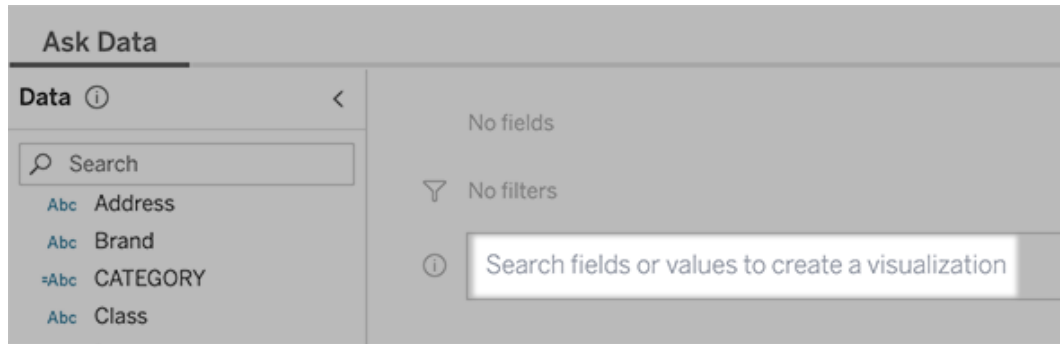 Ask Data
Data
Search
Abc Address
Abc Brand
=Abc CATEGORY
Abc Class
No fields
No filters
Search fields or values to create a visualization